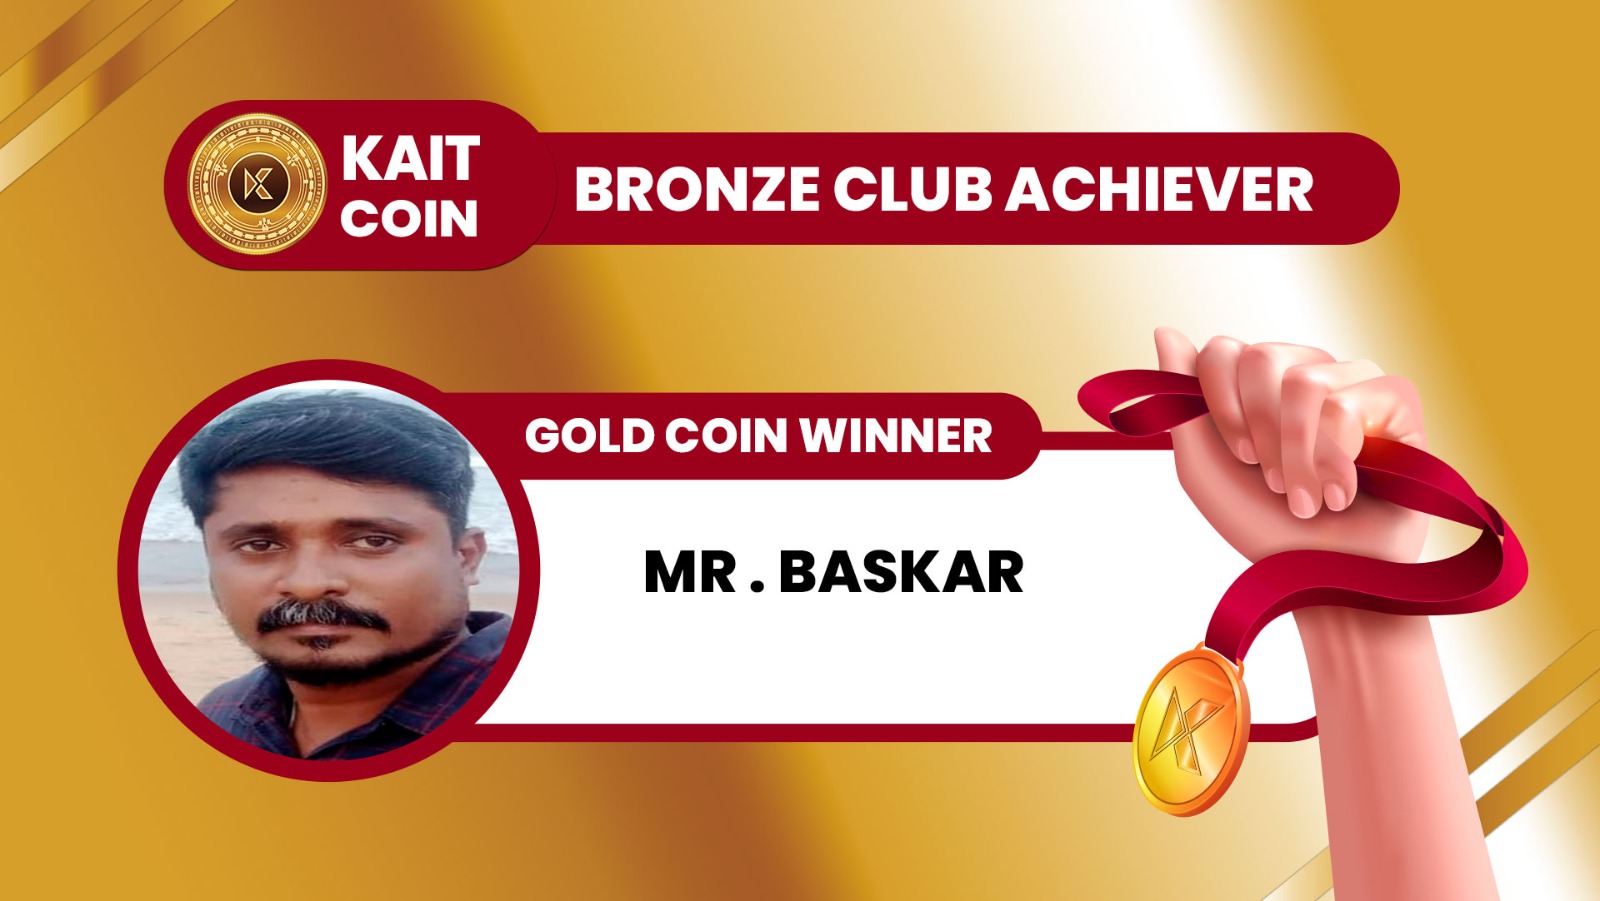 KAIT
COIN
BRONZE CLUB ACHIEVER
GOLD COIN WINNER
MR . BASKAR